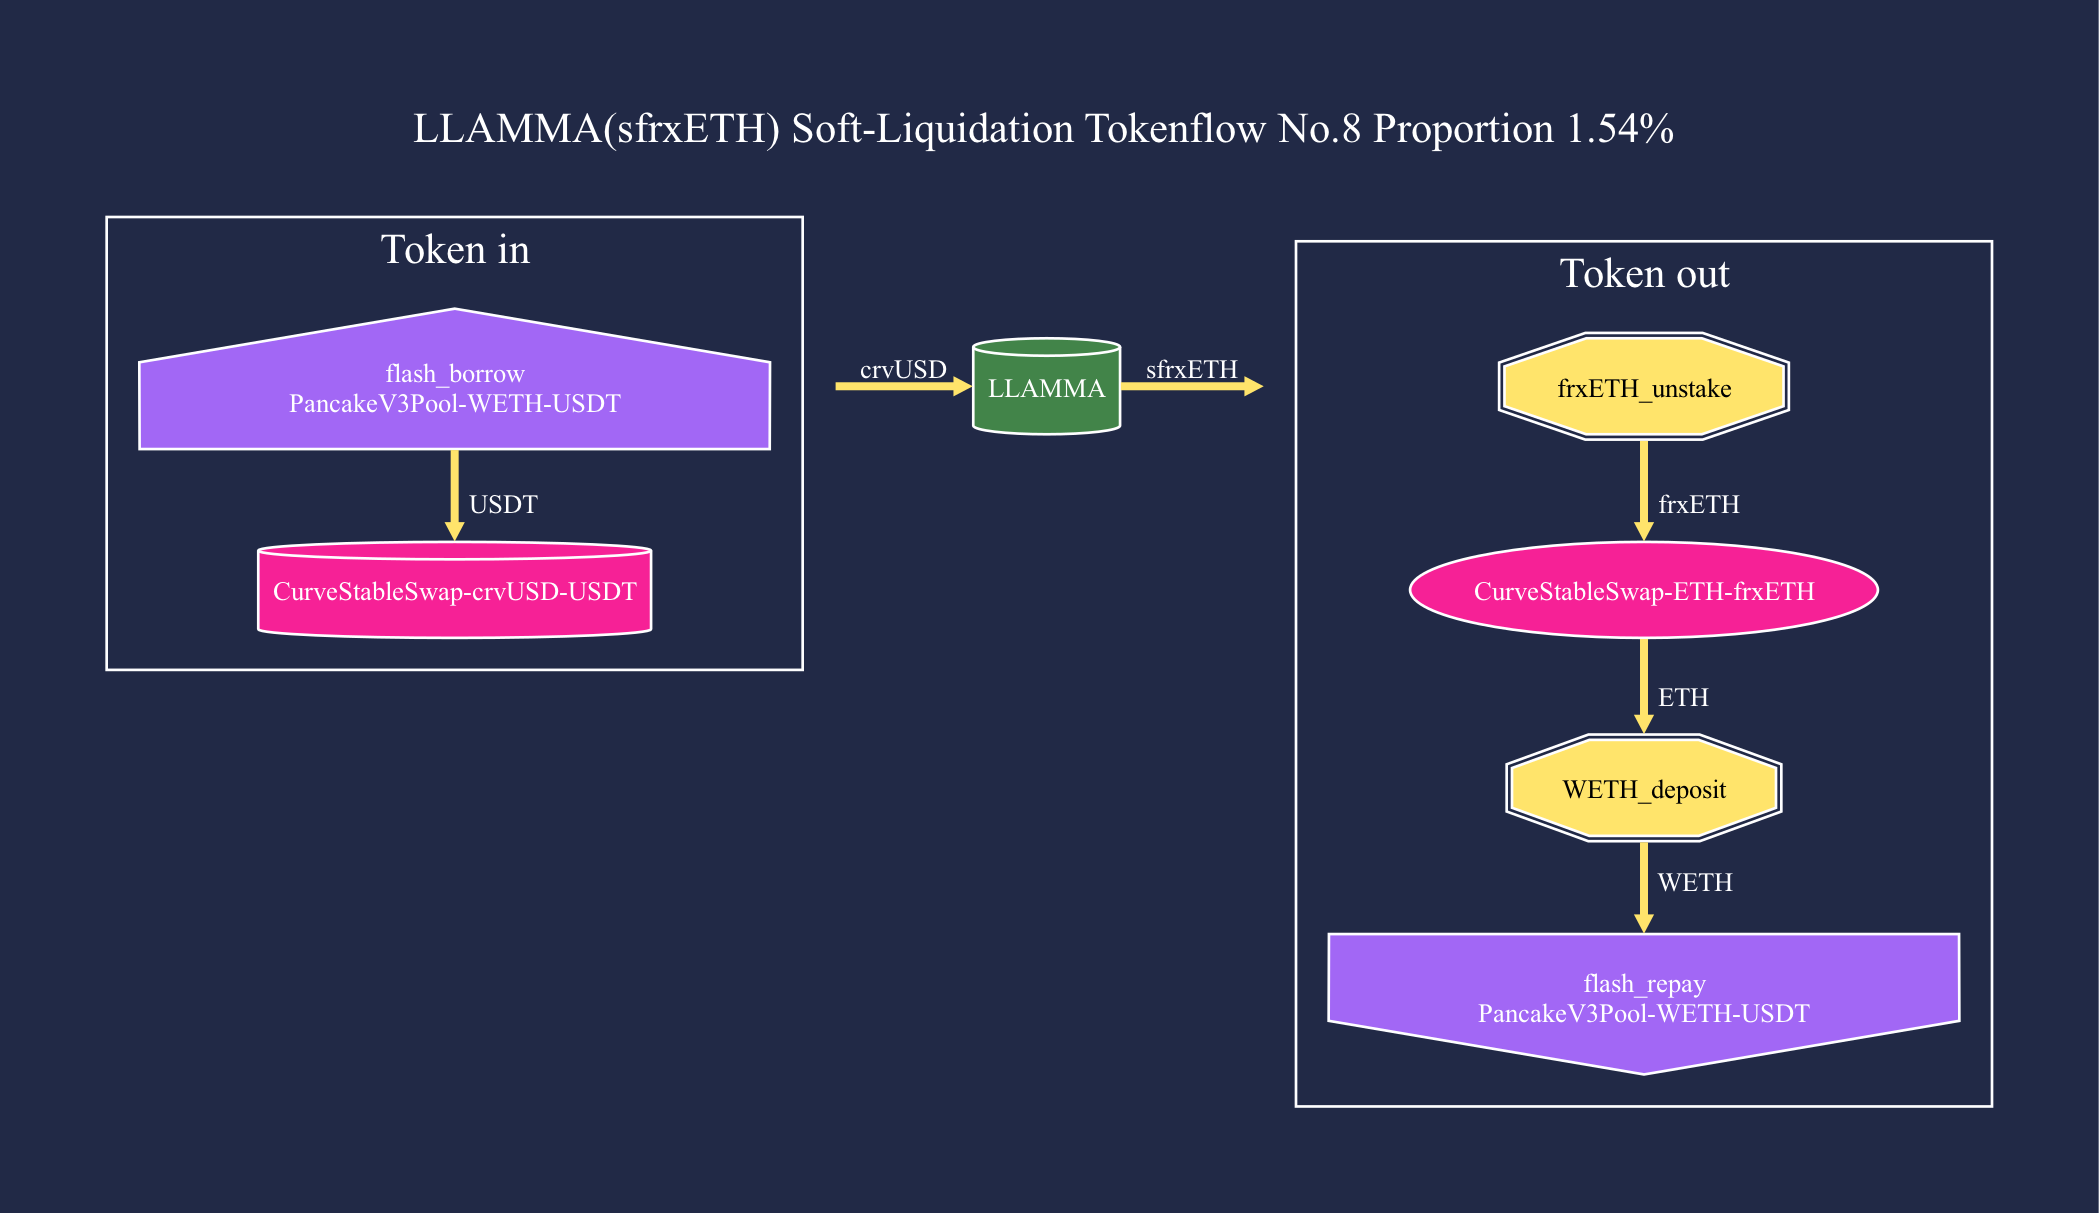 LLAMMA(sfrxETH) Soft-Liquidation Tokenflow No.8 Proportion 1.54%
Token in
flash_borrow
PancakeV3Pool-WETH-USDT
USDT
CurveStableSwap-crvUSD-USDT
crvUSD
LLAMMA
sfrxETH
Token out
frxETH_unstake
frxETH
CurveStableSwap-ETH-frxETH
ETH
WETH_deposit
WETH
flash_repay
PancakeV3Pool-WETH-USDT